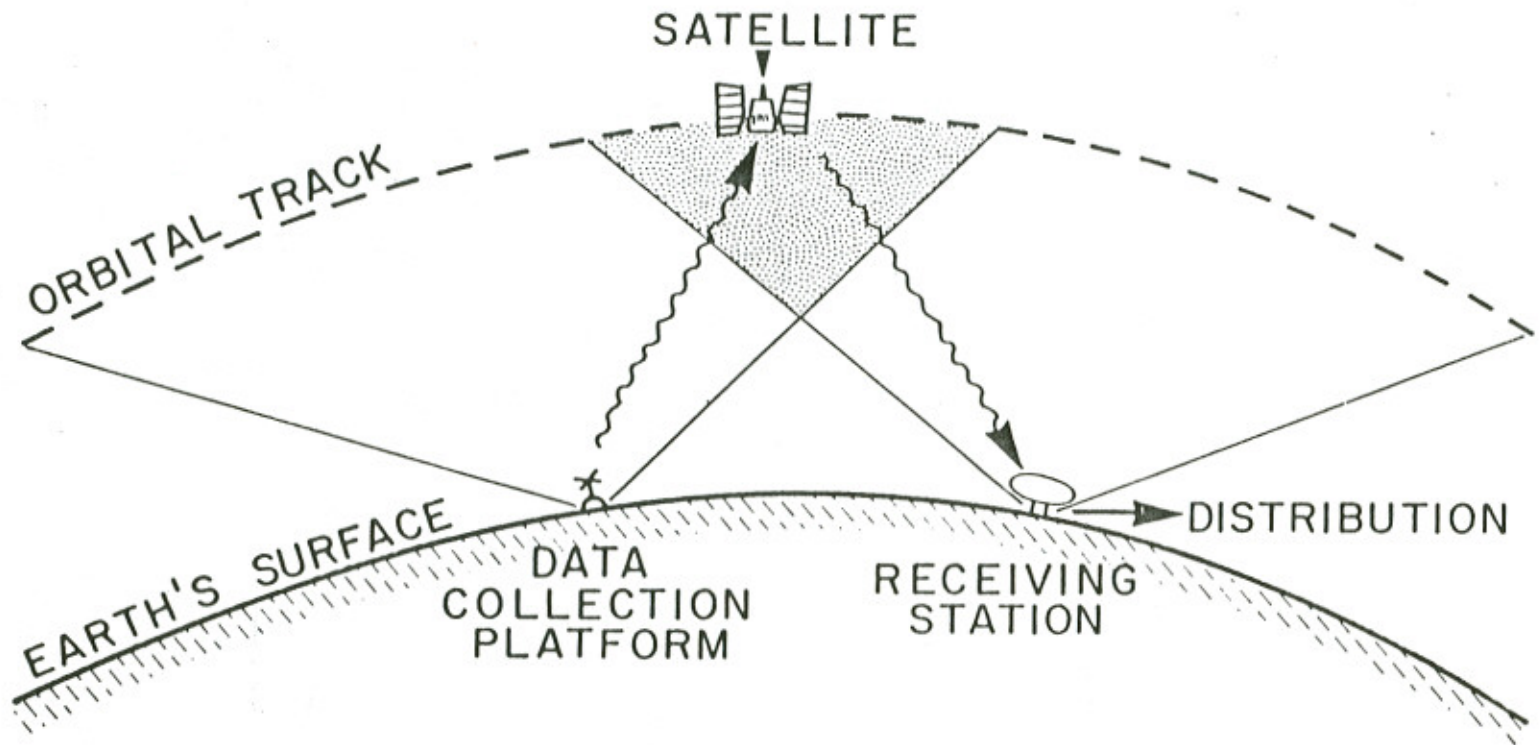 SATELLITE
ORBITAL TRACK
DISTRIBUTION
EARTH'S SURFACE
DATA
COLLECTION
PLATFORM
RECEIVING
STATION